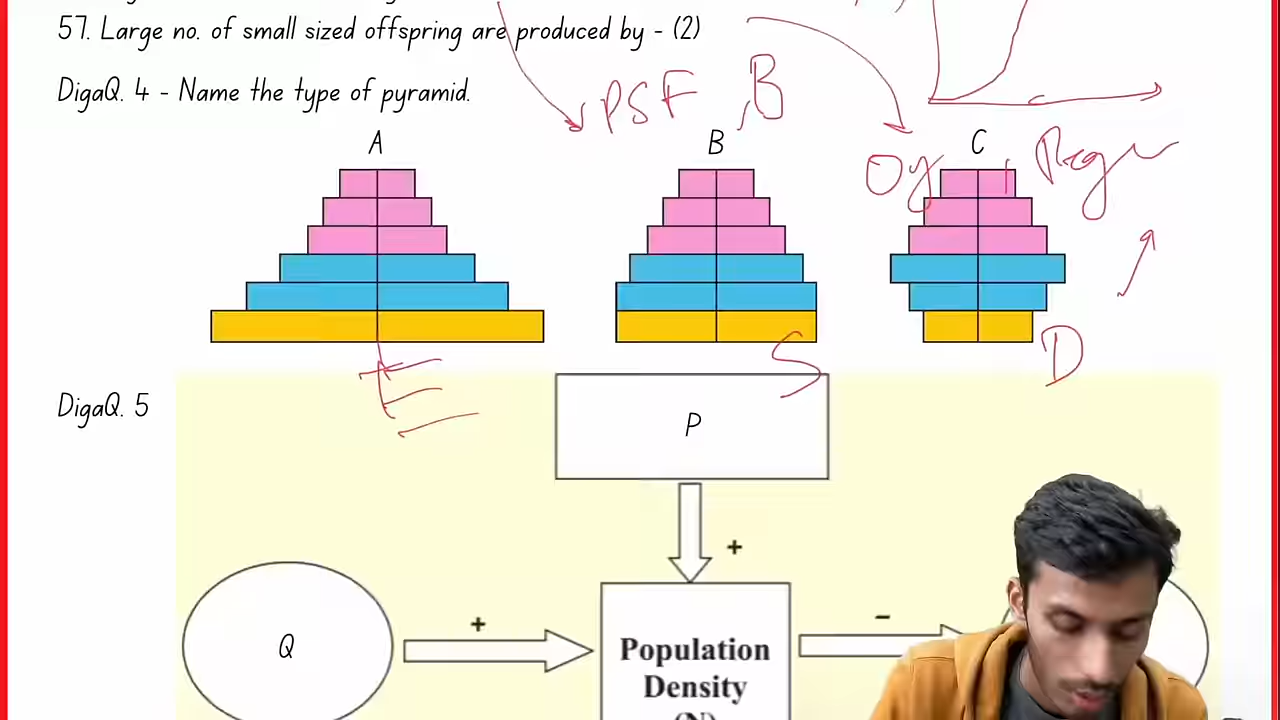 57. Large no. of small sized offspring are produced by - (2)
DigaQ. 4 - Name the type of pyramid.
PSF , B
A
B
C
Oy
E
S
D
DigaQ. 5
P
+
Q
+
Population
Density
(N)
−